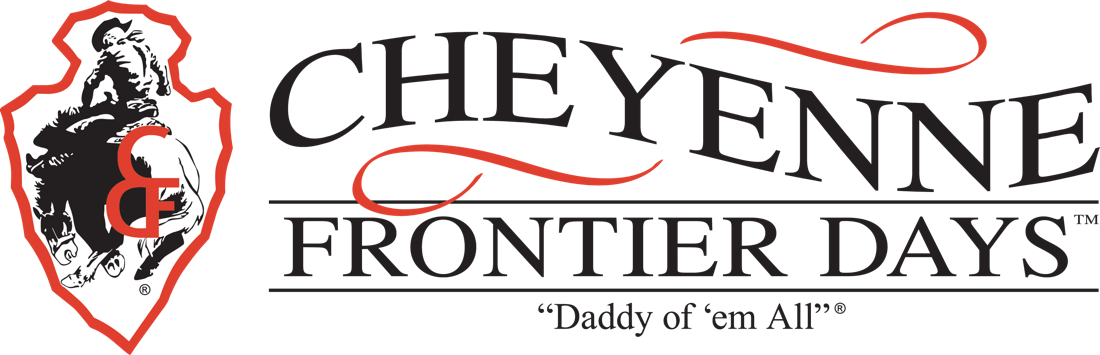 CHEYENNE
FRONTIER DAYS™
“Daddy of ‘em All”®
®